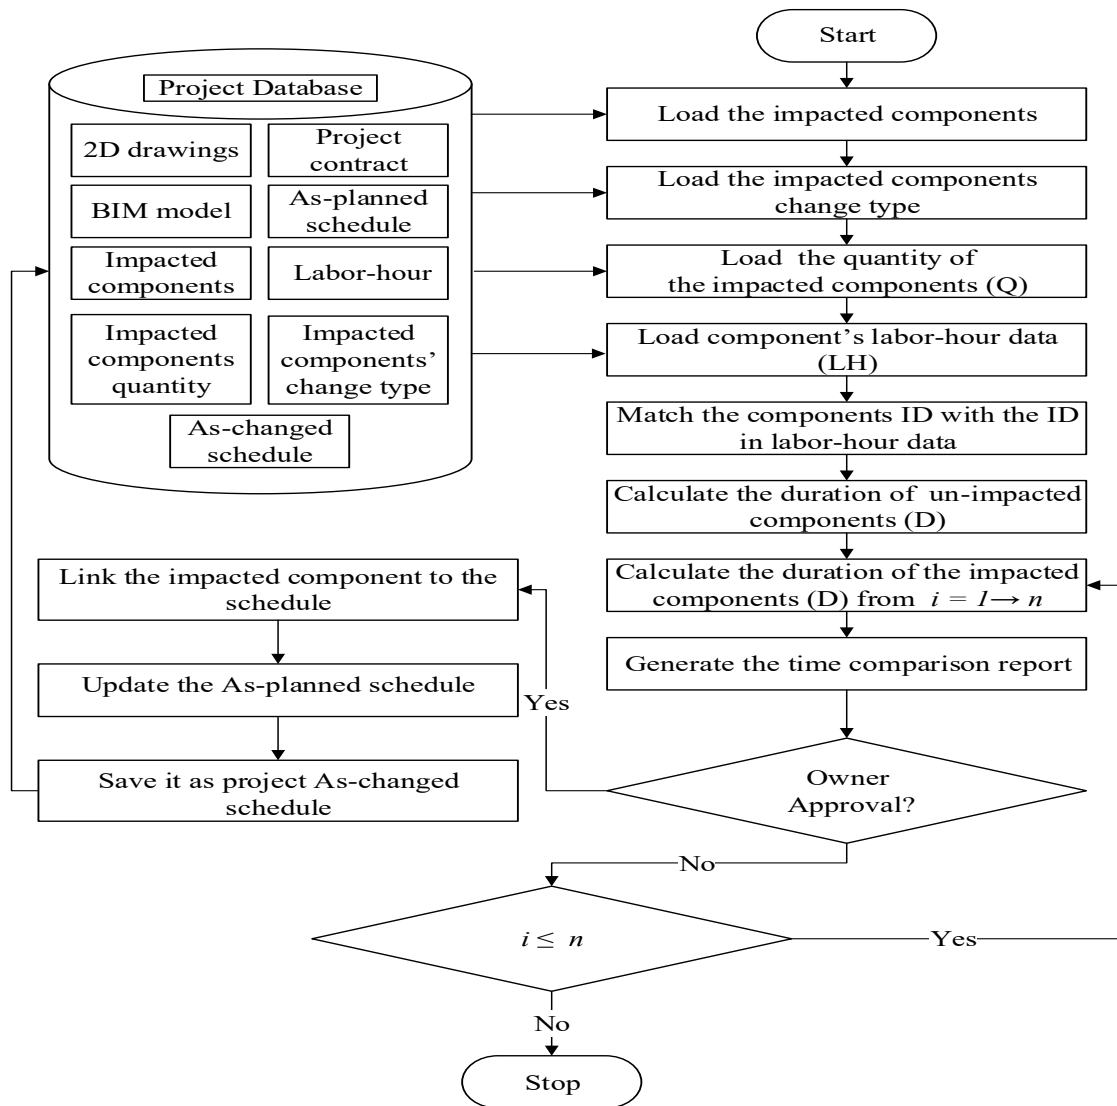 Start
Project Database
2D drawings
Project
contract
BIM model
As-planned
schedule
Impacted
components
Labor-hour
Impacted
components
quantity
Impacted
components’
change type
As-changed
schedule
Load the impacted components
Load the impacted components
change type
Load the quantity of
the impacted components (Q)
Load component’s labor-hour data
(LH)
Match the components ID with the ID
in labor-hour data
Calculate the duration of un-impacted
components (D)
Calculate the duration of the impacted
components (D) from i = 1→ n
Generate the time comparison report
Owner
Approval?
Yes
Link the impacted component to the
schedule
Update the As-planned schedule
Save it as project As-changed
schedule
No
i ≤ n
Yes
No
Stop